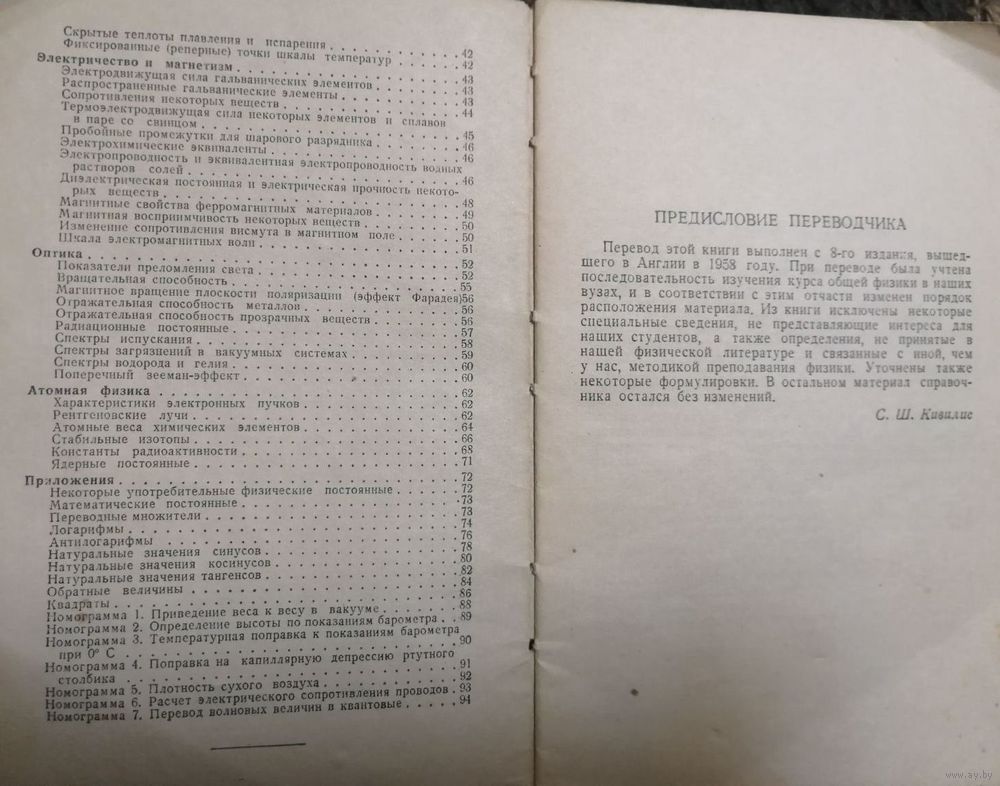 Скрытые теплоты плавления и испарения . . . . . . . 42
Фиксированные (реперные) точки шкалы температур . . . . . . 42
Электричество и магнетизм . . . . . . . . . . . . . 43
Электродвижущая сила гальванических элементов . . . . . . 43
Распространенные гальванические элементы . . . . . . . 43
Сопротивления некоторых веществ . . . . . . . . . . 44
Термоэлектродвижущая сила некоторых элементов и сплавов
в паре со свинцом . . . . . . . . . . . . . . . 45
Пробойные промежутки для шарового разрядника . . . . . . 46
Электрохимические эквиваленты . . . . . . . . . . . 46
Электропроводность и эквивалентная электропроводность водных
растворов солей . . . . . . . . . . . . . . . . 46
Диэлектрическая постоянная и электрическая прочность некото-
рых веществ . . . . . . . . . . . . . . . . . 48
Магнитные свойства ферромагнитных материалов . . . . . . 49
Магнитная восприимчивость некоторых веществ . . . . . . . 50
Изменение сопротивления висмута в магнитном поле . . . . . 50
Шкала электромагнитных волн . . . . . . . . . . . . 51
Оптика . . . . . . . . . . . . . . . . . . . . 52
Показатели преломления света . . . . . . . . . . . . 52
Вращательная способность . . . . . . . . . . . . . 55
Магнитное вращение плоскости поляризации (эффект Фарадея) 56
Отражательная способность металлов . . . . . . . . . . 56
Отражательная способность прозрачных веществ . . . . . . 56
Радиационные постоянные . . . . . . . . . . . . . 57
Спектры испускания . . . . . . . . . . . . . . . 58
Спектры загрязнений в вакуумных системах . . . . . . . . 59
Спектры водорода и гелия . . . . . . . . . . . . . 60
Поперечный зееман-эффект . . . . . . . . . . . . . 60
Атомная физика . . . . . . . . . . . . . . . . . 62
Характеристики электронных пучков . . . . . . . . . . 62
Рентгеновские лучи . . . . . . . . . . . . . . . 62
Атомные веса химических элементов . . . . . . . . . . 64
Стабильные изотопы . . . . . . . . . . . . . . . 66
Константы радиоактивности . . . . . . . . . . . . . 68
Ядерные постоянные . . . . . . . . . . . . . . . 71
Приложения . . . . . . . . . . . . . . . . . . . 72
Некоторые употребительные физические постоянные . . . . . 72
Математические постоянные . . . . . . . . . . . . . 73
Переводные множители . . . . . . . . . . . . . . 73
Логарифмы . . . . . . . . . . . . . . . . . . 74
Антилогарифмы . . . . . . . . . . . . . . . . . 76
Натуральные значения синусов . . . . . . . . . . . . 78
Натуральные значения косинусов . . . . . . . . . . . 80
Натуральные значения тангенсов . . . . . . . . . . . 82
Обратные величины . . . . . . . . . . . . . . . 84
Квадраты . . . . . . . . . . . . . . . . . . . 86
Номограмма 1. Приведение веса к весу в вакууме . . . . . . 88
Номограмма 2. Определение высоты по показаниям барометра . . 89
Номограмма 3. Температурная поправка к показаниям барометра
при 0° С . . . . . . . . . . . . . . . . . . . 90
Номограмма 4. Поправка на капиллярную депрессию ртутного
столбика . . . . . . . . . . . . . . . . . . . 91
Номограмма 5. Плотность сухого воздуха . . . . . . . . 92
Номограмма 6. Расчет электрического сопротивления проводов . 93
Номограмма 7. Перевод волновых величин в квантовые . . . . . 94
ПРЕДИСЛОВИЕ ПЕРЕВОДЧИКА
Перевод этой книги выполнен с 8-го издания, вышед-
шего в Англии в 1958 году. При переводе была учтена
последовательность изучения курса общей физики в наших
вузах, и в соответствии с этим отчасти изменен порядок
расположения материала. Из книги исключены некоторые
специальные сведения, не представляющие интереса для
наших студентов, а также определения, не принятые в
нашей физической литературе и связанные с иной, чем
у нас, методикой преподавания физики. Уточнены также
некоторые формулировки. В остальном материал справоч-
ника остался без изменений.
С. Ш. Кивилис
www.ay.by